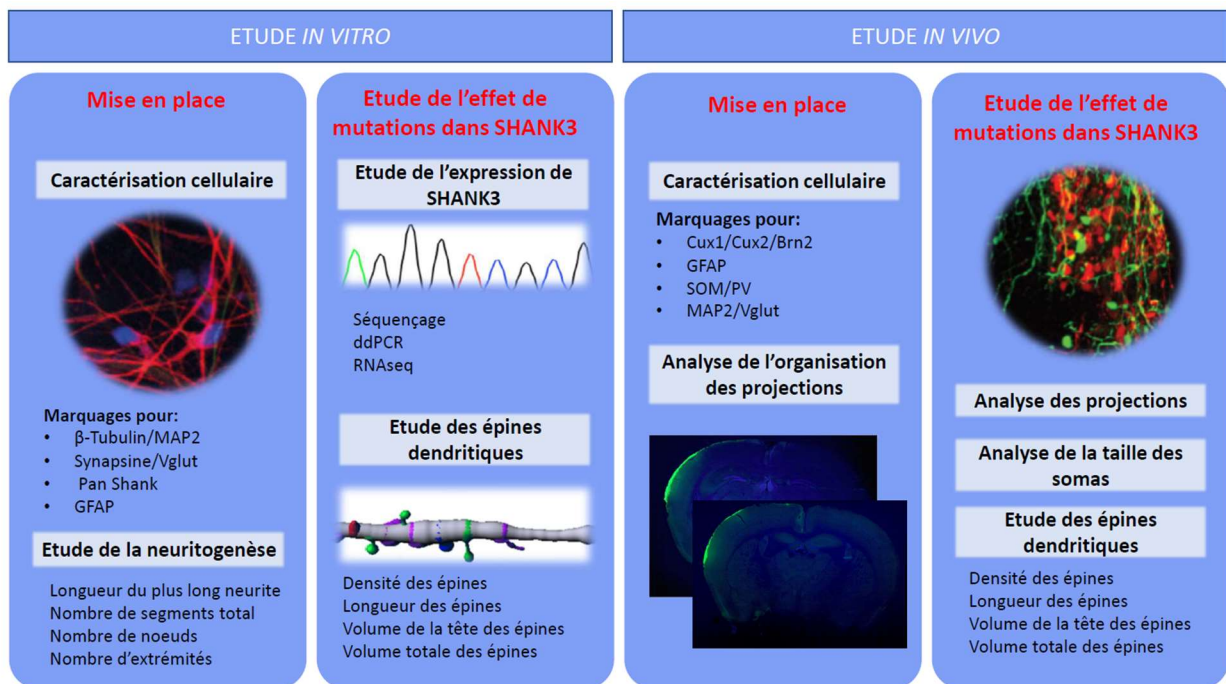 ETUDE IN VITRO
ETUDE IN VIVO
Mise en place
Caractérisation cellulaire
Marquages pour:
• β-Tubulin/MAP2
• Synapsine/Vglut
• Pan Shank
• GFAP
Etude de la neuritogenèse
Longueur du plus long neurite
Nombre de segments total
Nombre de noeuds
Nombre d'extrémités
Etude de l'effet de
mutations dans SHANK3
Etude de l'expression de
SHANK3
Séquençage
ddPCR
RNAseq
Etude des épines
dendritiques
Densité des épines
Longueur des épines
Volume de la tête des épines
Volume totale des épines
Mise en place
Caractérisation cellulaire
Marquages pour:
• Cux1/Cux2/Brn2
• GFAP
• SOM/PV
• MAP2/Vglut
Analyse de l'organisation
des projections
Etude de l'effet de
mutations dans SHANK3
Analyse des projections
Analyse de la taille des
somas
Etude des épines
dendritiques
Densité des épines
Longueur des épines
Volume de la tête des épines
Volume totale des épines